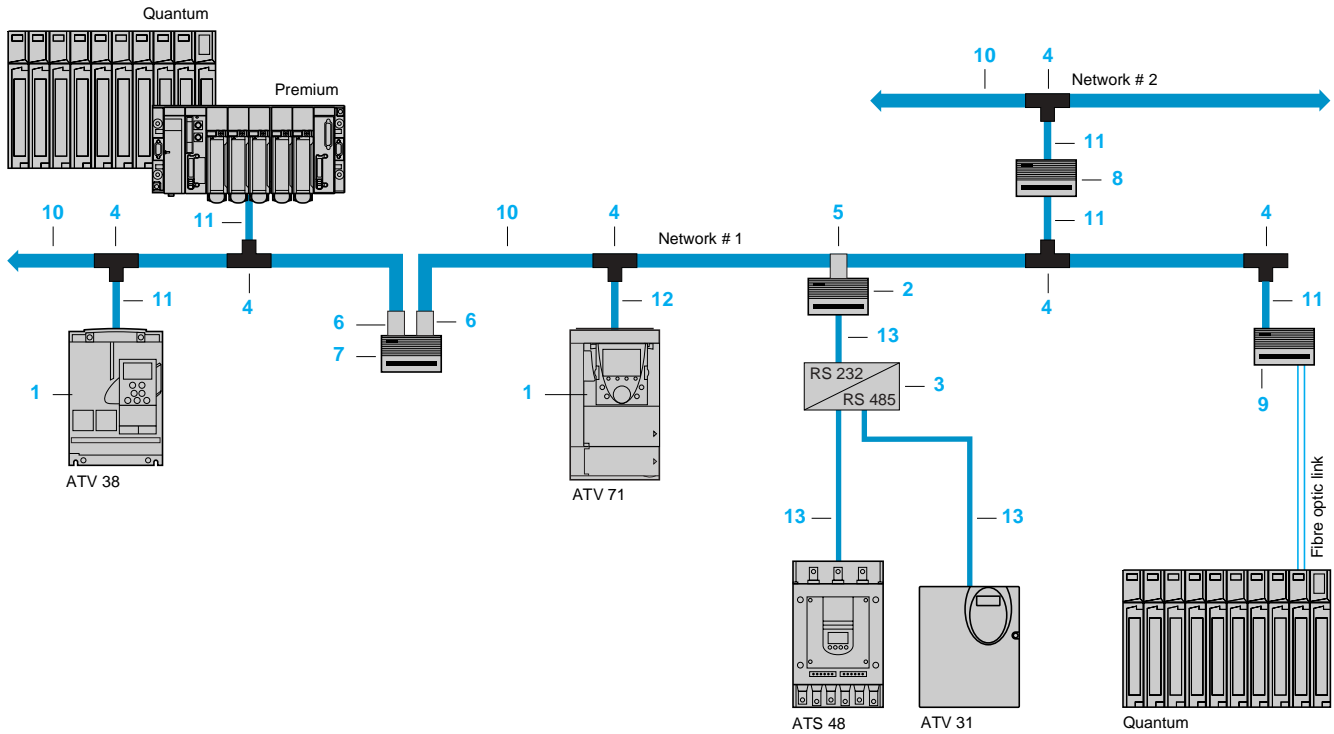 Quantum
10 4
Network # 2
Premium
11
8
10 4 11 10 4 5 11 4
Network # 1
11 4 12 2 4 11
6 6 13
7
RS 232
1 1 3
RS 485
9
ATV 38
ATV 71
Fibre optic link
13 13
ATS 48
ATV 31
Quantum